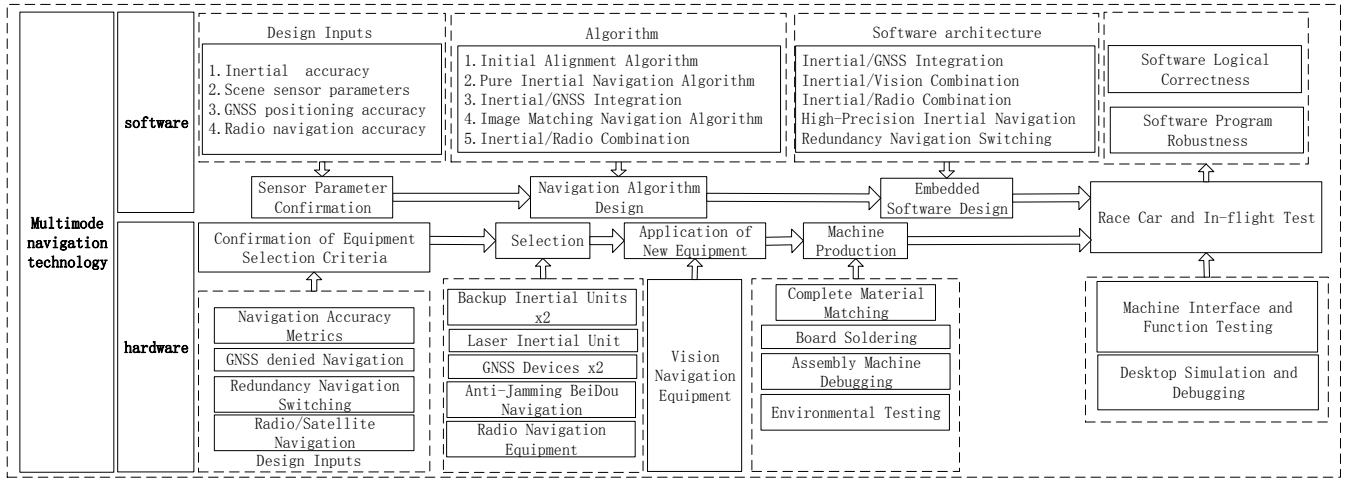 Multimode
navigation
technology
software
Design Inputs
1. Inertial accuracy
2. Scene sensor parameters
3. GNSS positioning accuracy
4. Radio navigation accuracy
Algorithm
1. Initial Alignment Algorithm
2. Pure Inertial Navigation Algorithm
3. Inertial/GNSS Integration
4. Image Matching Navigation Algorithm
5. Inertial/Radio Combination
Software architecture
Inertial/GNSS Integration
Inertial/Vision Combination
Inertial/Radio Combination
High-Precision Inertial Navigation
Redundancy Navigation Switching
Software Logical
Correctness
Software Program
Robustness
Sensor Parameter
Confirmation
Navigation Algorithm
Design
Embedded
Software Design
Race Car and In-flight Test
hardware
Confirmation of Equipment
Selection Criteria
Selection
Application of
New Equipment
Machine
Production
Navigation Accuracy
Metrics
GNSS denied Navigation
Redundancy Navigation
Switching
Radio/Satellite
Navigation
Design Inputs
Backup Inertial Units
x2
Laser Inertial Unit
GNSS Devices x2
Anti-Jamming BeiDou
Navigation
Radio Navigation
Equipment
Vision
Navigation
Equipment
Complete Material
Matching
Board Soldering
Assembly Machine
Debugging
Environmental Testing
Machine Interface and
Function Testing
Desktop Simulation and
Debugging